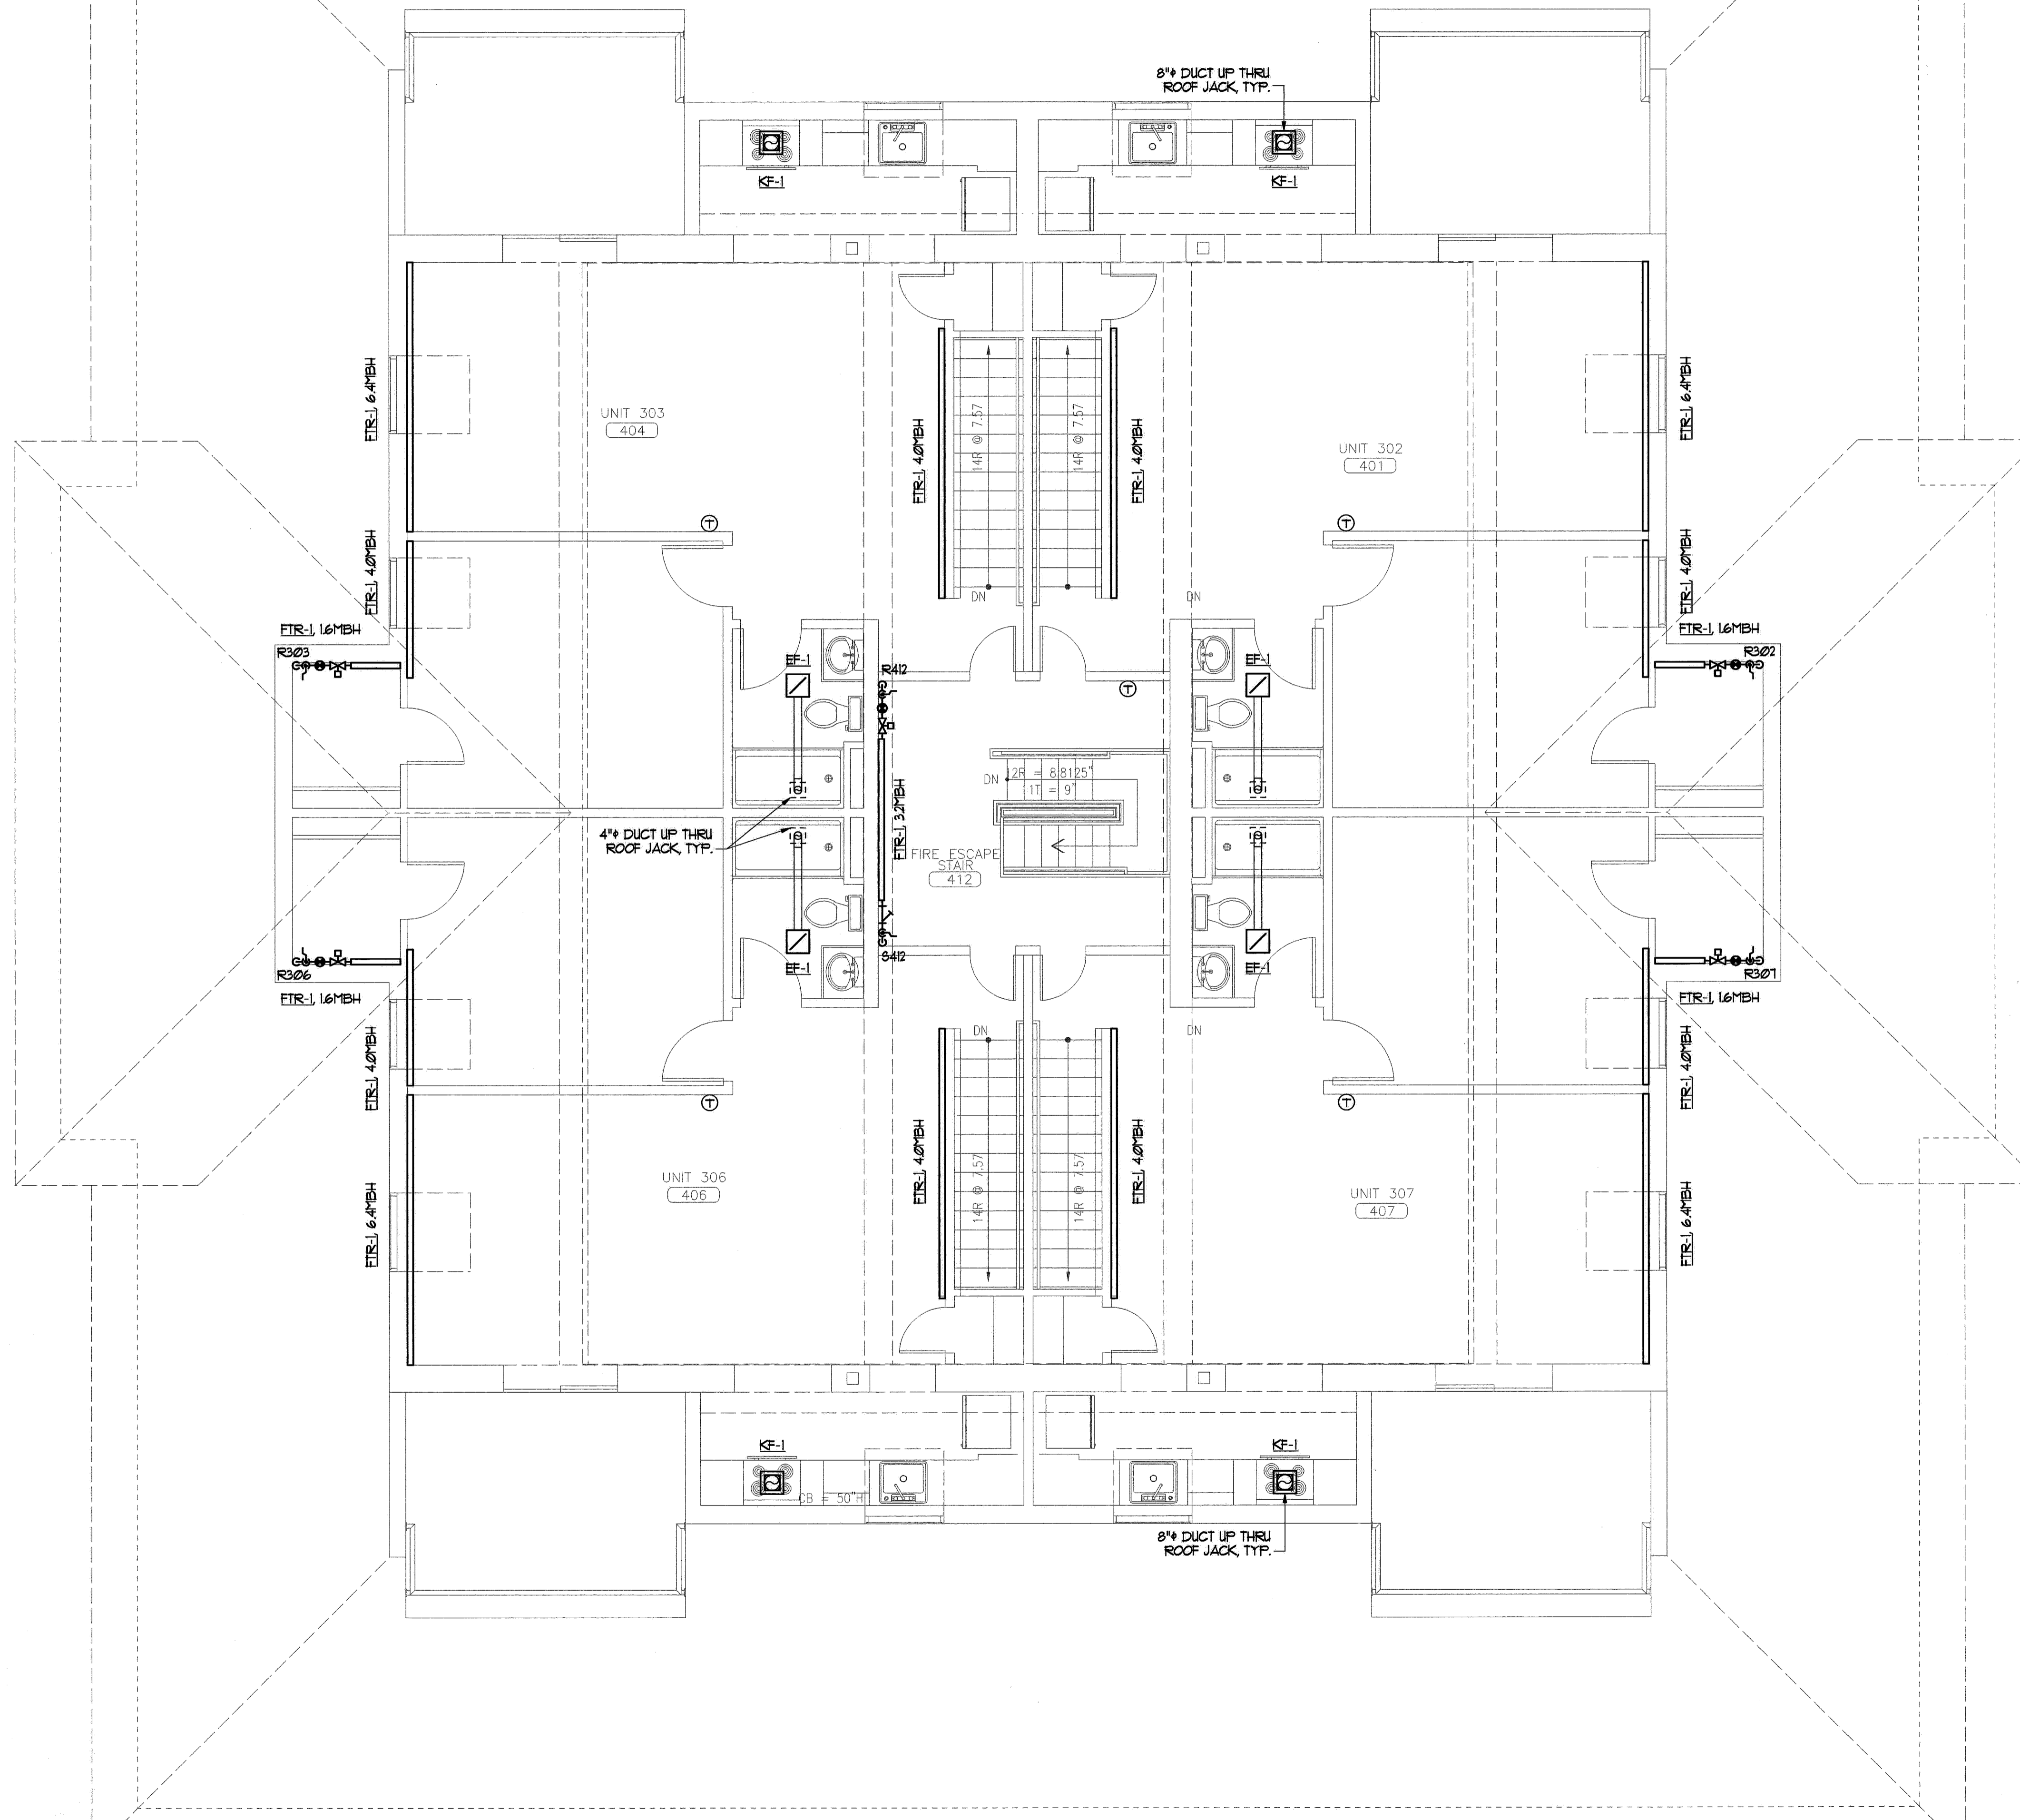 8"ϕ DUCT UP THRU
ROOF JACK, TYP.
KF-1
KF-1
FTR-1, 6.4MBH
FTR-1, 6.4MBH
UNIT 303
404
FTR-1, 4.0MBH
14R @ 7.57
14R @ 7.57
FTR-1, 4.0MBH
UNIT 302
401
T
T
FTR-1, 4.0MBH
FTR-1, 4.0MBH
DN
DN
FTR-1, 1.6MBH
FTR-1, 1.6MBH
R303
R302
EF-1
EF-1
R412
T
DN
12R = 8.8125"
11T = 9"
FTR-1, 3.2MBH
4"ϕ DUCT UP THRU
ROOF JACK, TYP.
FIRE ESCAPE
STAIR
412
S412
EF-1
EF-1
R306
R307
FTR-1, 1.6MBH
FTR-1, 1.6MBH
DN
DN
FTR-1, 4.0MBH
FTR-1, 4.0MBH
T
T
FTR-1, 4.0MBH
14R @ 7.57
14R @ 7.57
FTR-1, 4.0MBH
UNIT 306
406
UNIT 307
407
FTR-1, 6.4MBH
FTR-1, 6.4MBH
KF-1
KF-1
CB = 50"H
8"ϕ DUCT UP THRU
ROOF JACK, TYP.